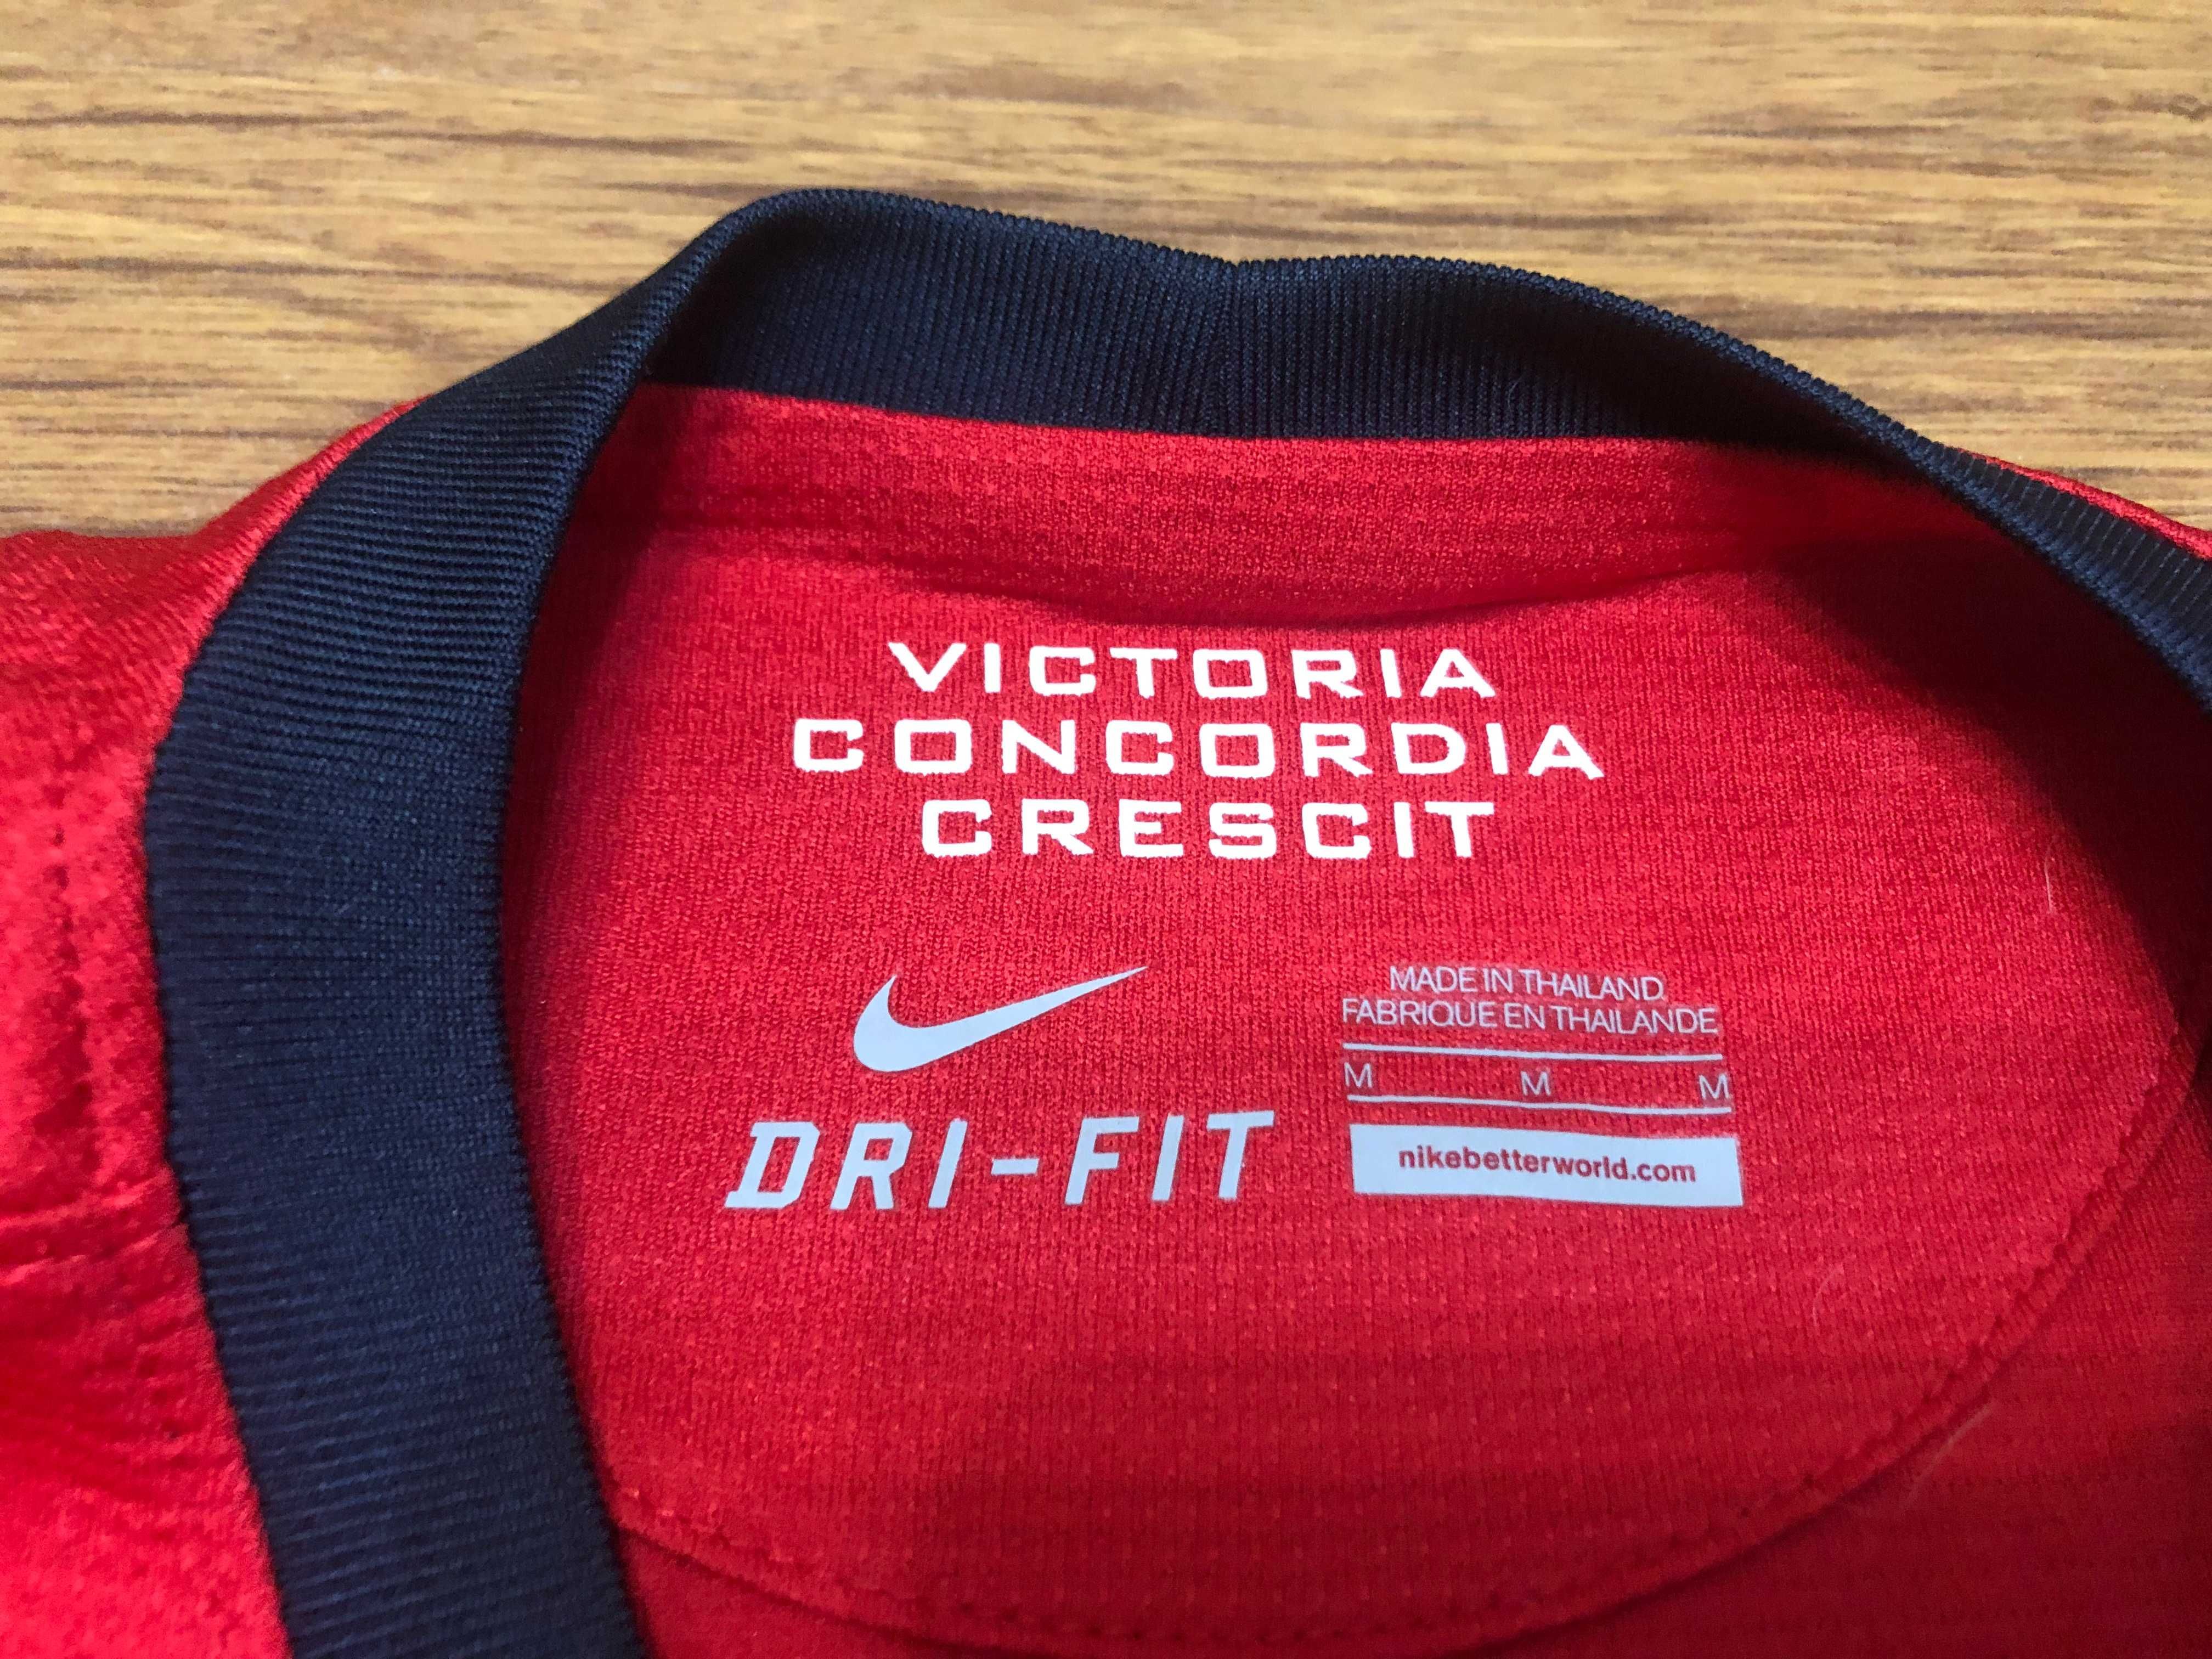 VICTORIA
CONCORDIA
CRESCIT
DRI-FIT
MADE IN THAILAND
FABRIQUE EN THAILANDE
M M M
nikebetterworld.com